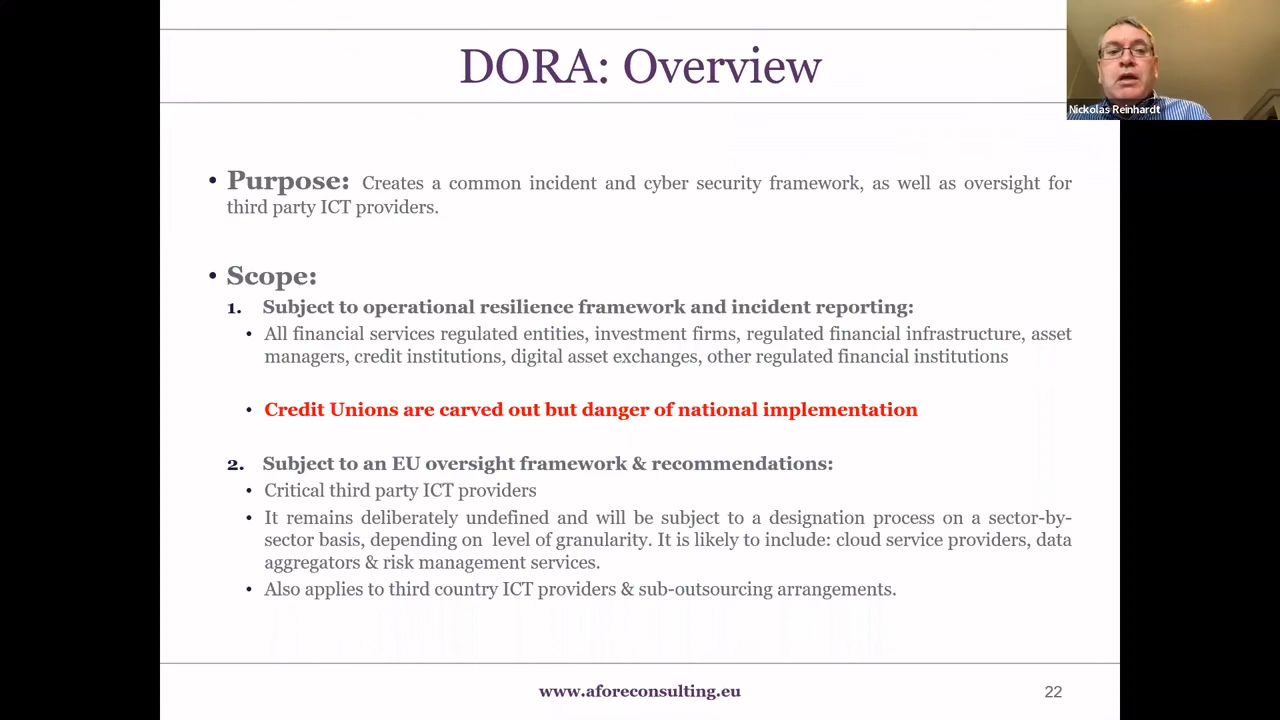 DORA: Overview
Nickolas Reinhardt
• Purpose: Creates a common incident and cyber security framework, as well as oversight for
third party ICT providers.
• Scope:
1. Subject to operational resilience framework and incident reporting:
• All financial services regulated entities, investment firms, regulated financial infrastructure, asset
managers, credit institutions, digital asset exchanges, other regulated financial institutions
• Credit Unions are carved out but danger of national implementation
2. Subject to an EU oversight framework & recommendations:
• Critical third party ICT providers
• It remains deliberately undefined and will be subject to a designation process on a sector-by-
sector basis, depending on level of granularity. It is likely to include: cloud service providers, data
aggregators & risk management services.
• Also applies to third country ICT providers & sub-outsourcing arrangements.
www.aforeconsulting.eu
22